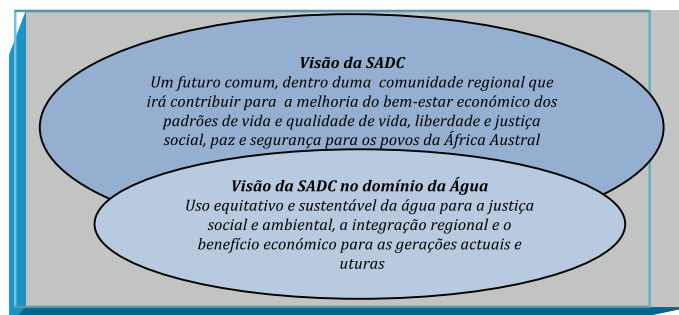 Visão da SADC
Um futuro comum, dentro duma comunidade regional que
irá contribuir para a melhoria do bem-estar económico dos
padrões de vida e qualidade de vida, liberdade e justiça
social, paz e segurança para os povos da África Austral
Visão da SADC no domínio da Água
Uso equitativo e sustentável da água para a justiça
social e ambiental, a integração regional e o
benefício económico para as gerações actuais e
uturas